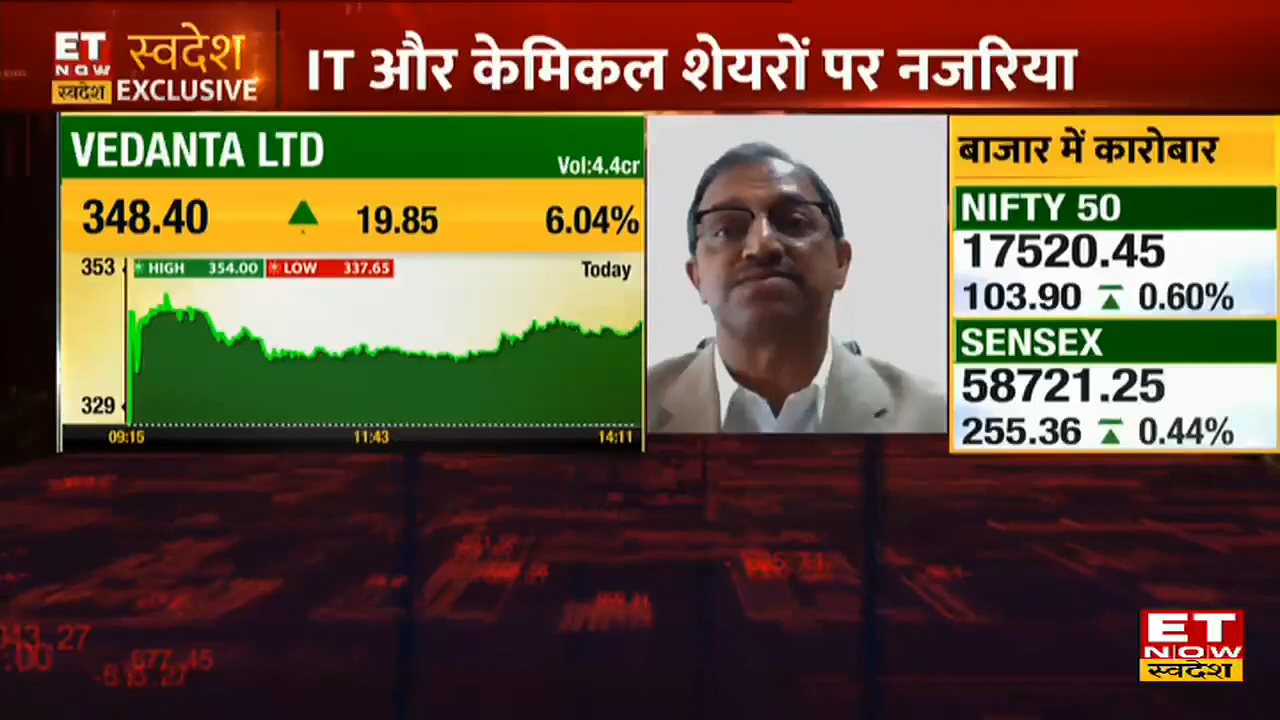 ET
NOW
स्वदेश
स्वदेश
EXCLUSIVE
IT और केमिकल शेयरों पर नजरिया
VEDANTA LTD
Vol:4.4cr
348.40 ▲ 19.85 6.04%
353
HIGH 354.00 LOW 337.65
Today
329
09:15 11:43 14:11
बाजार में कारोबार
NIFTY 50
17520.45
103.90 0.60%
SENSEX
58721.25
255.36 0.44%
677.45
ET
NOW
स्वदेश